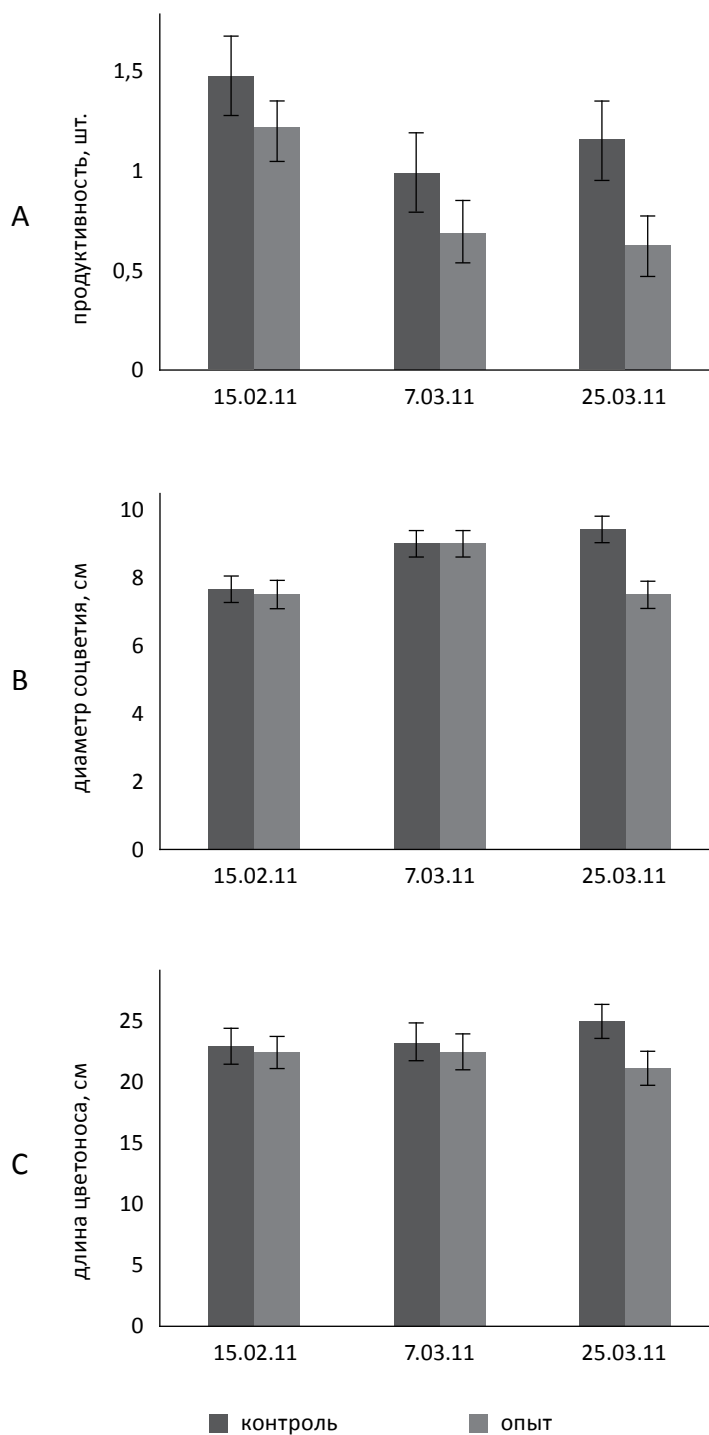 A
продуктивность, шт.
1,5
1
0,5
0
15.02.11 7.03.11 25.03.11
B
диаметр соцветия, см
10
8
6
4
2
0
15.02.11 7.03.11 25.03.11
C
длина цветоноса, см
25
20
15
10
5
0
15.02.11 7.03.11 25.03.11
контроль опыт